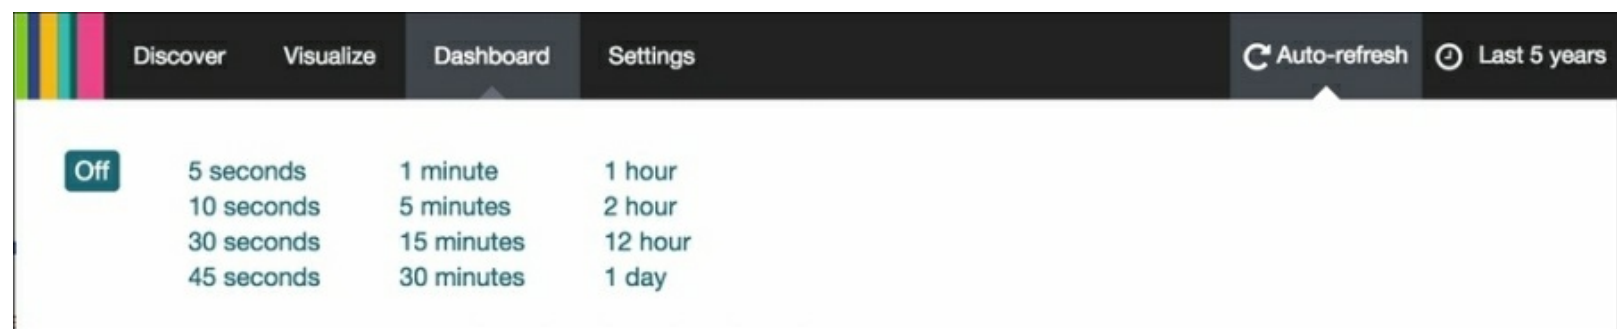 Discover Visualize Dashboard Settings Auto-refresh Last 5 years
Off 5 seconds 1 minute 1 hour
10 seconds 5 minutes 2 hour
30 seconds 15 minutes 12 hour
45 seconds 30 minutes 1 day